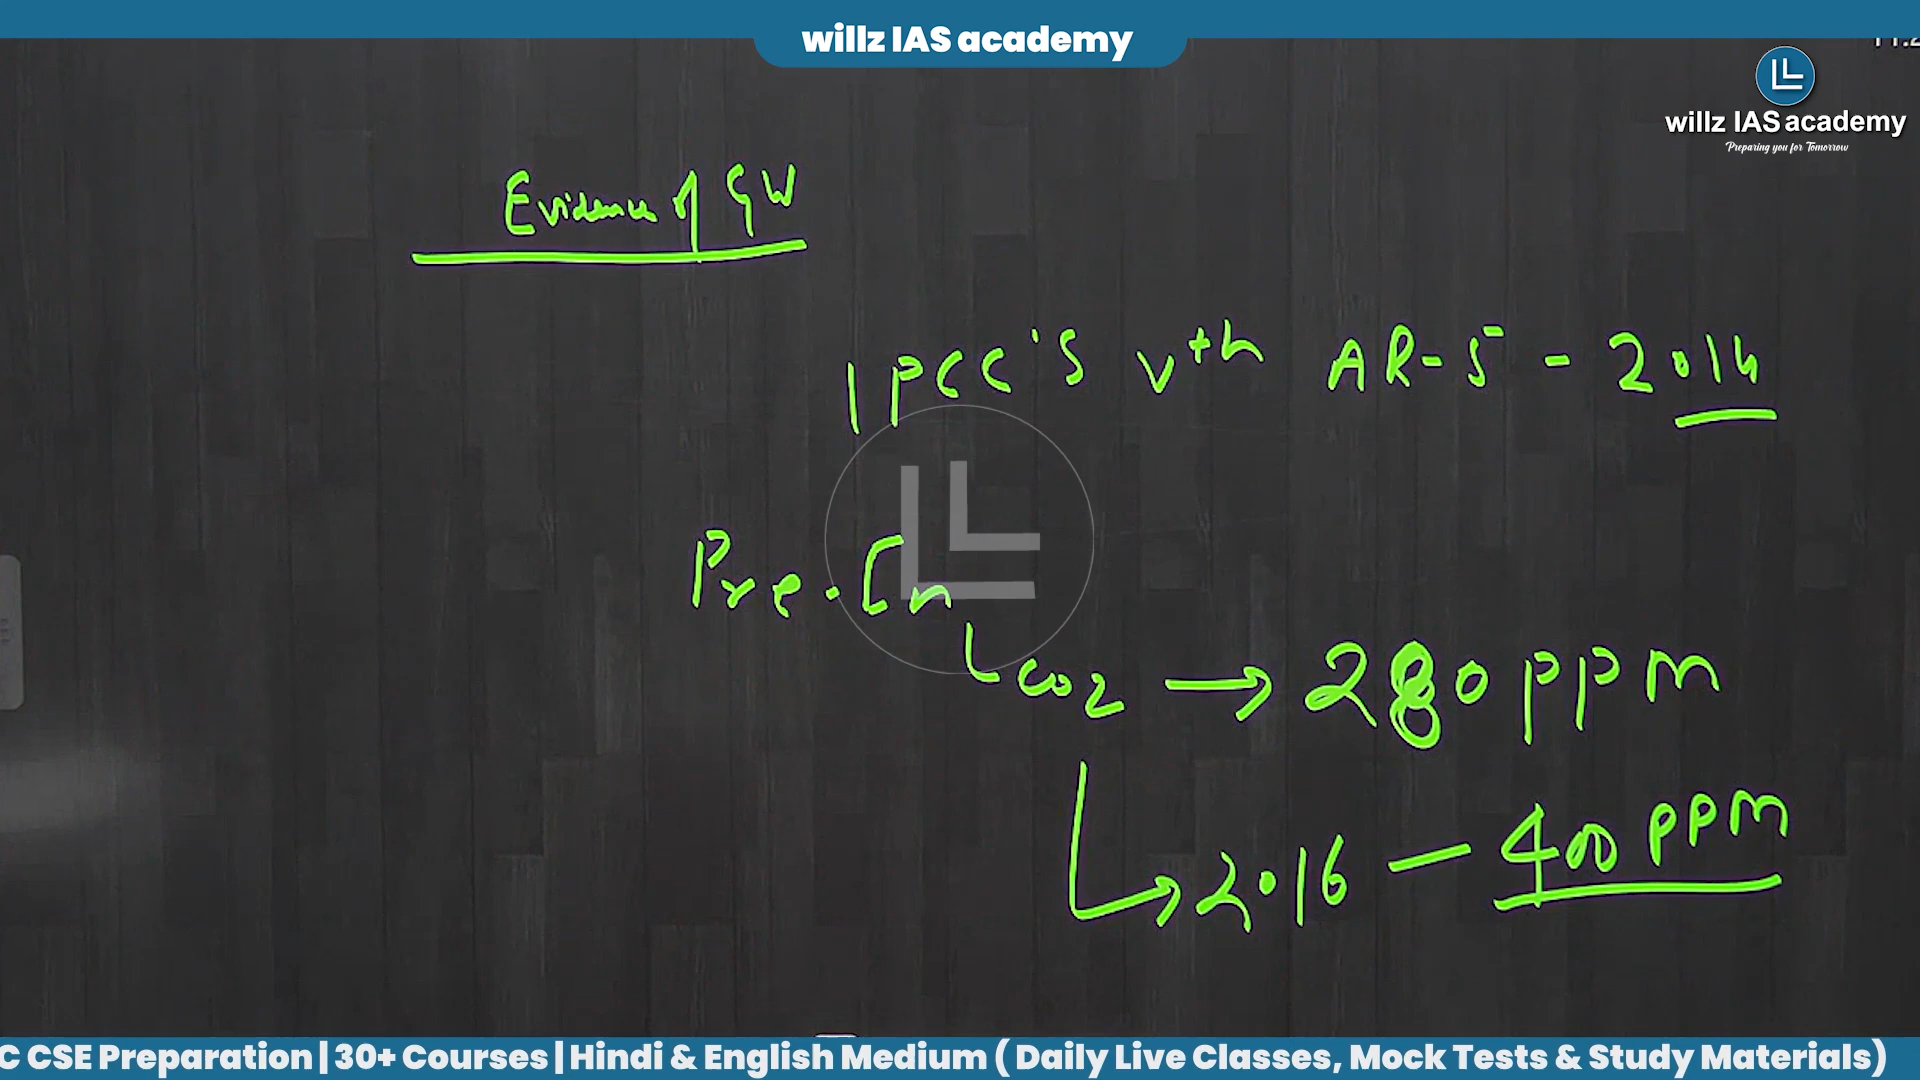 willz IAS academy
willz IAS academy
Preparing you for Tomorrow
Evidence of GW
IPCC'S Vth AR-5 - 2014
Pre-In
CO2 → 280 ppm
2016 - 400 PPM
C CSE Preparation | 30+ Courses | Hindi & English Medium ( Daily Live Classes, Mock Tests & Study Materials)